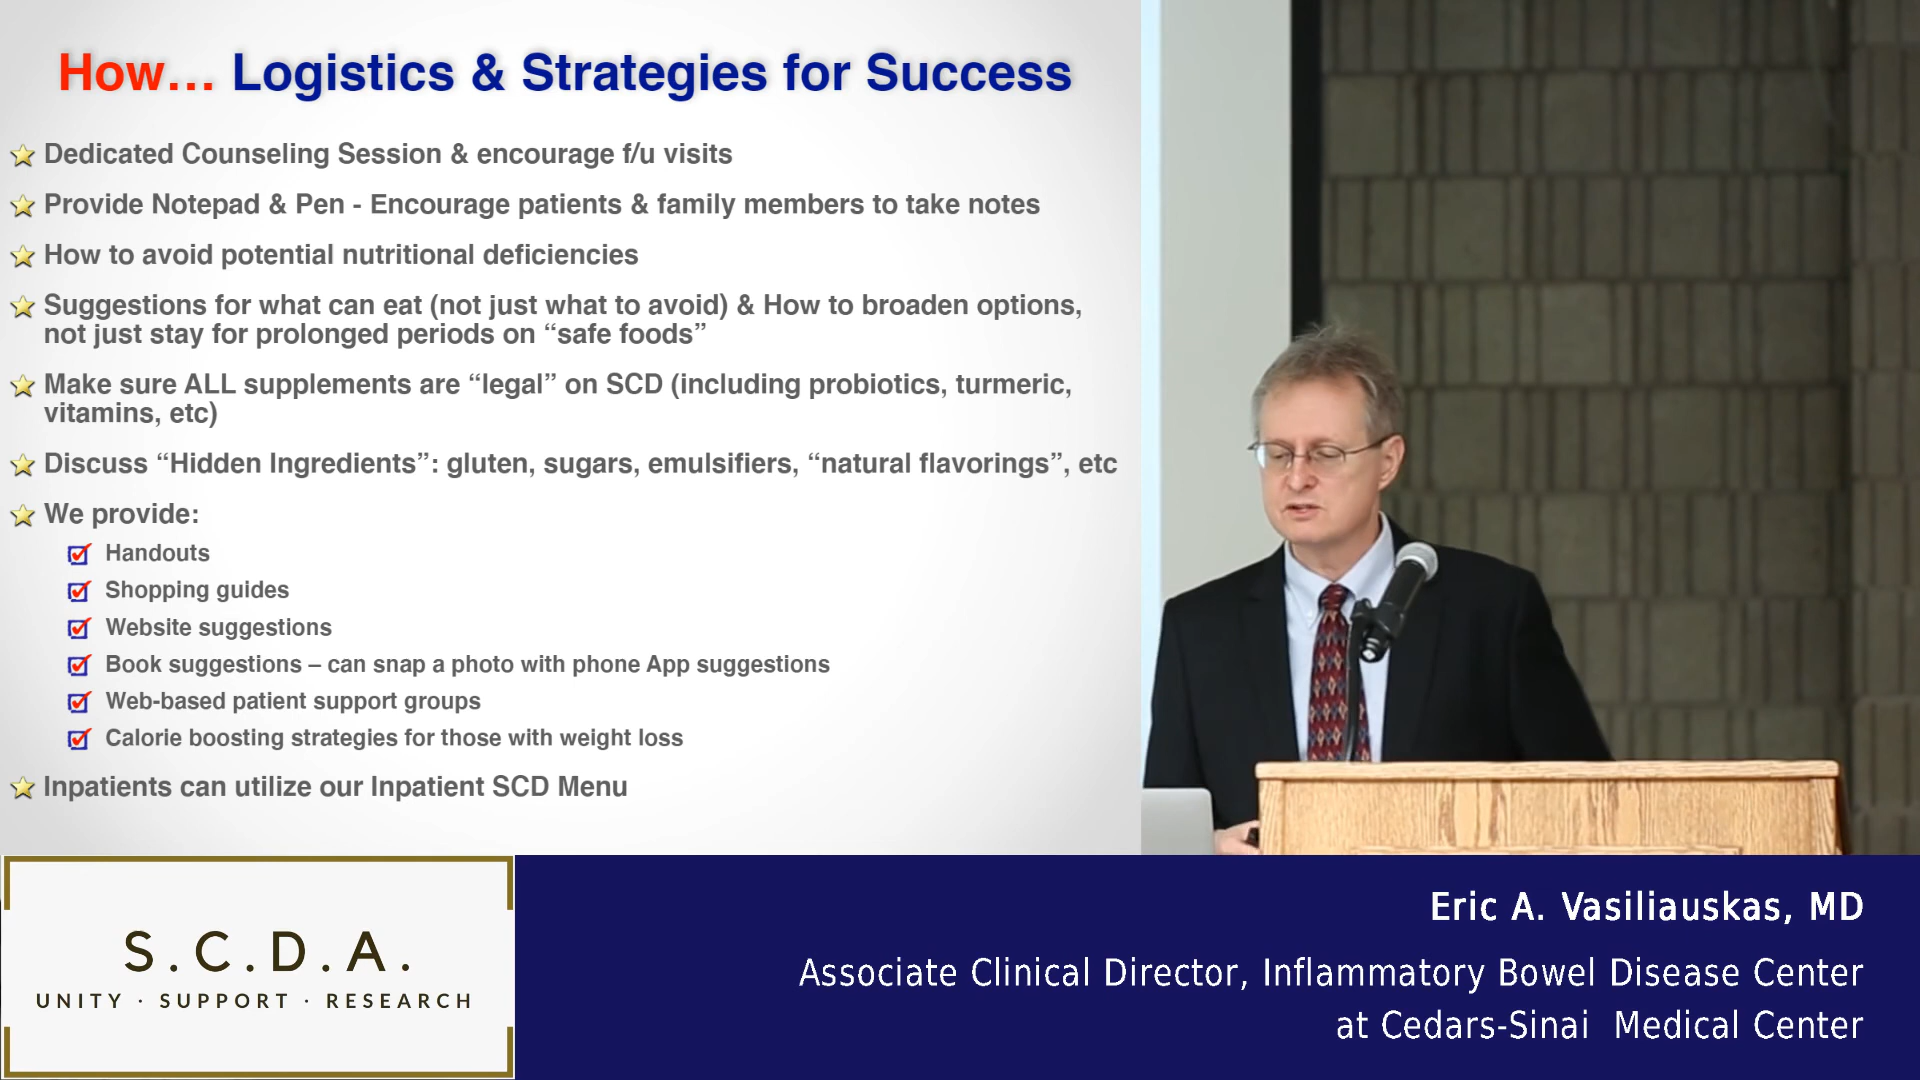 How... Logistics & Strategies for Success
Dedicated Counseling Session & encourage f/u visits
Provide Notepad & Pen - Encourage patients & family members to take notes
How to avoid potential nutritional deficiencies
Suggestions for what can eat (not just what to avoid) & How to broaden options,
not just stay for prolonged periods on “safe foods”
Make sure ALL supplements are “legal” on SCD (including probiotics, turmeric,
vitamins, etc)
Discuss “Hidden Ingredients”: gluten, sugars, emulsifiers, “natural flavorings”, etc
We provide:
Handouts
Shopping guides
Website suggestions
Book suggestions – can snap a photo with phone App suggestions
Web-based patient support groups
Calorie boosting strategies for those with weight loss
Inpatients can utilize our Inpatient SCD Menu
S.C.D.A.
UNITY · SUPPORT · RESEARCH
Eric A. Vasiliauskas, MD
Associate Clinical Director, Inflammatory Bowel Disease Center
at Cedars-Sinai Medical Center